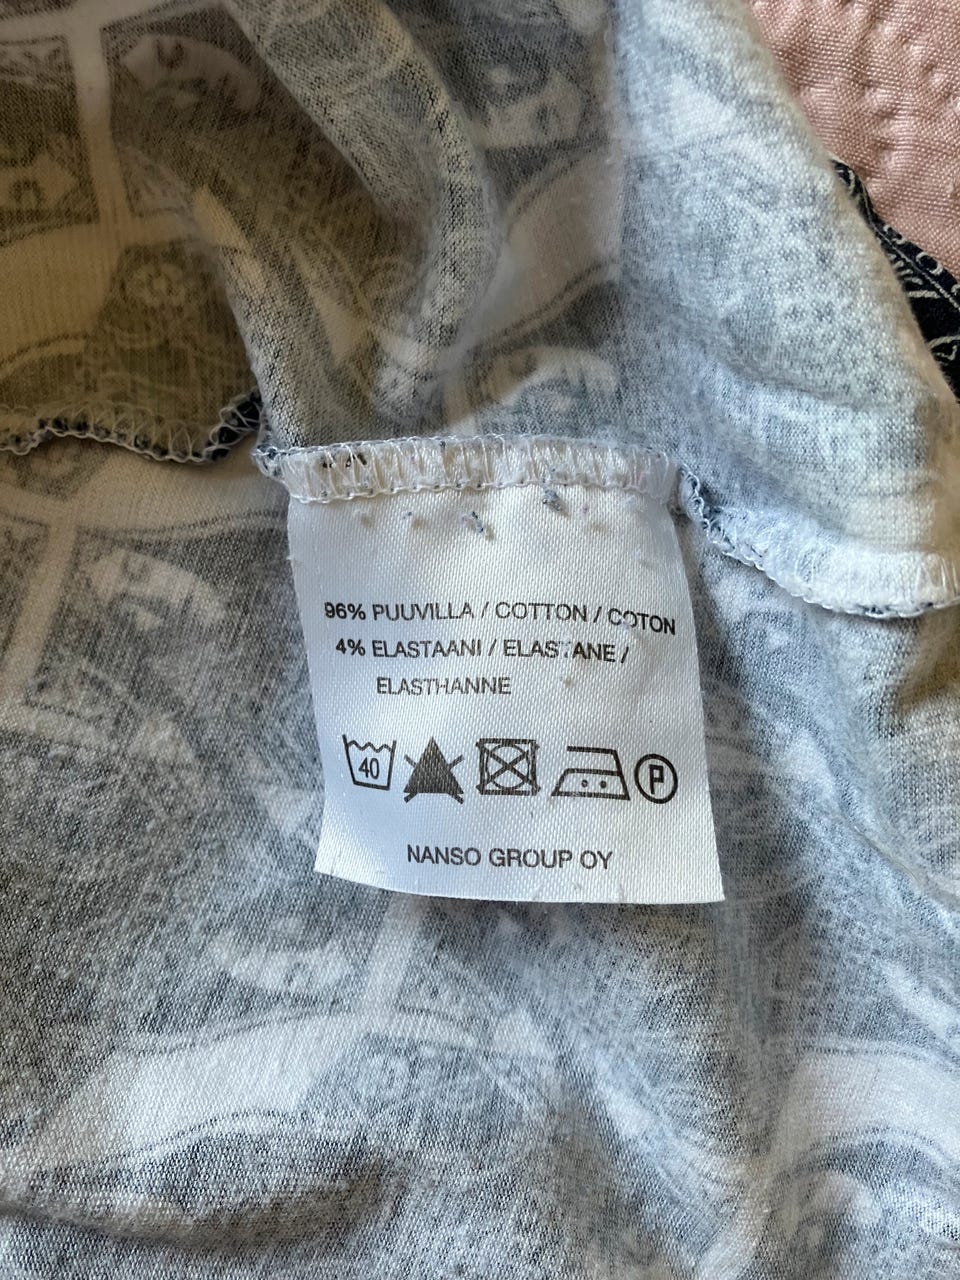 96% PUUVILLA / COTTON / COTON
4% ELASTAANI / ELASTANE /
ELASTHANNE
40
P
NANSO GROUP OY